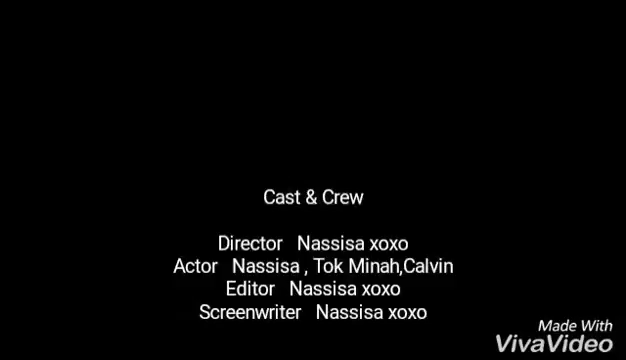 Cast & Crew
Director Nassisa xoxo
Actor Nassisa , Tok Minah,Calvin
Editor Nassisa xoxo
Screenwriter Nassisa xoxo
Made With
VivaVideo